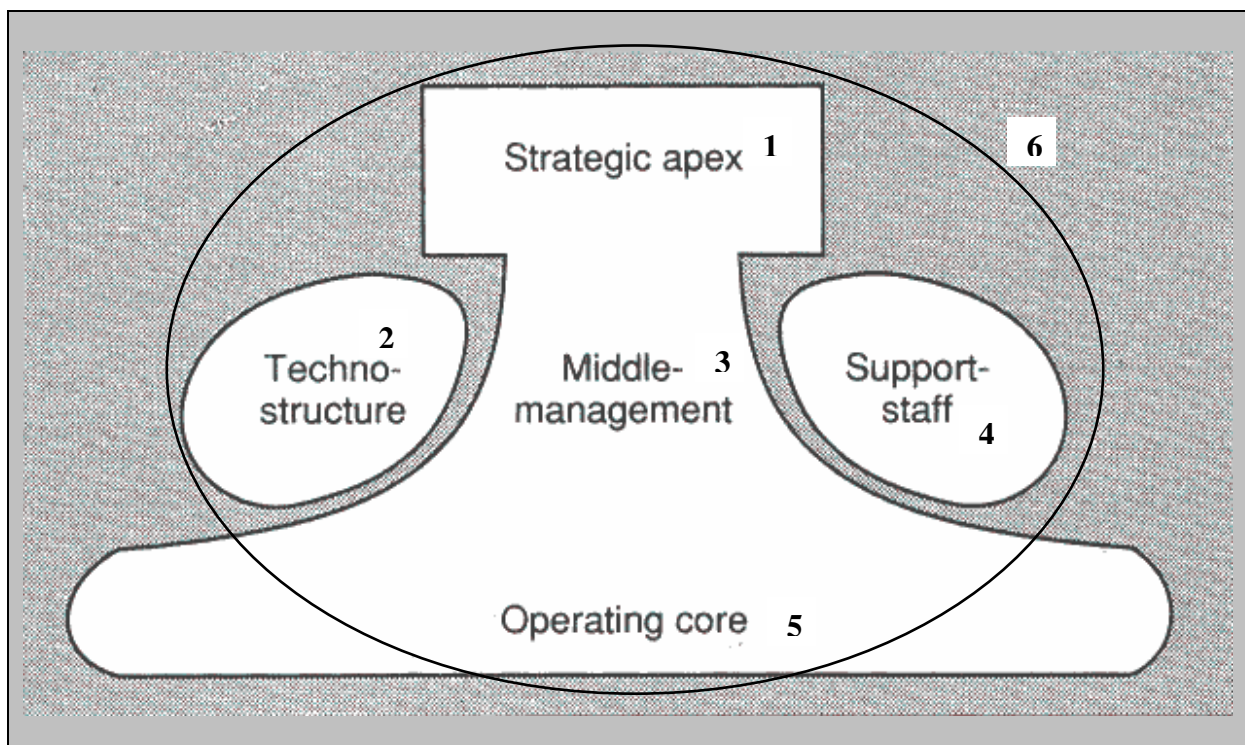 Strategic apex 1
6
2
Techno-
structure
Middle- 3
management
Support-
staff 4
Operating core 5